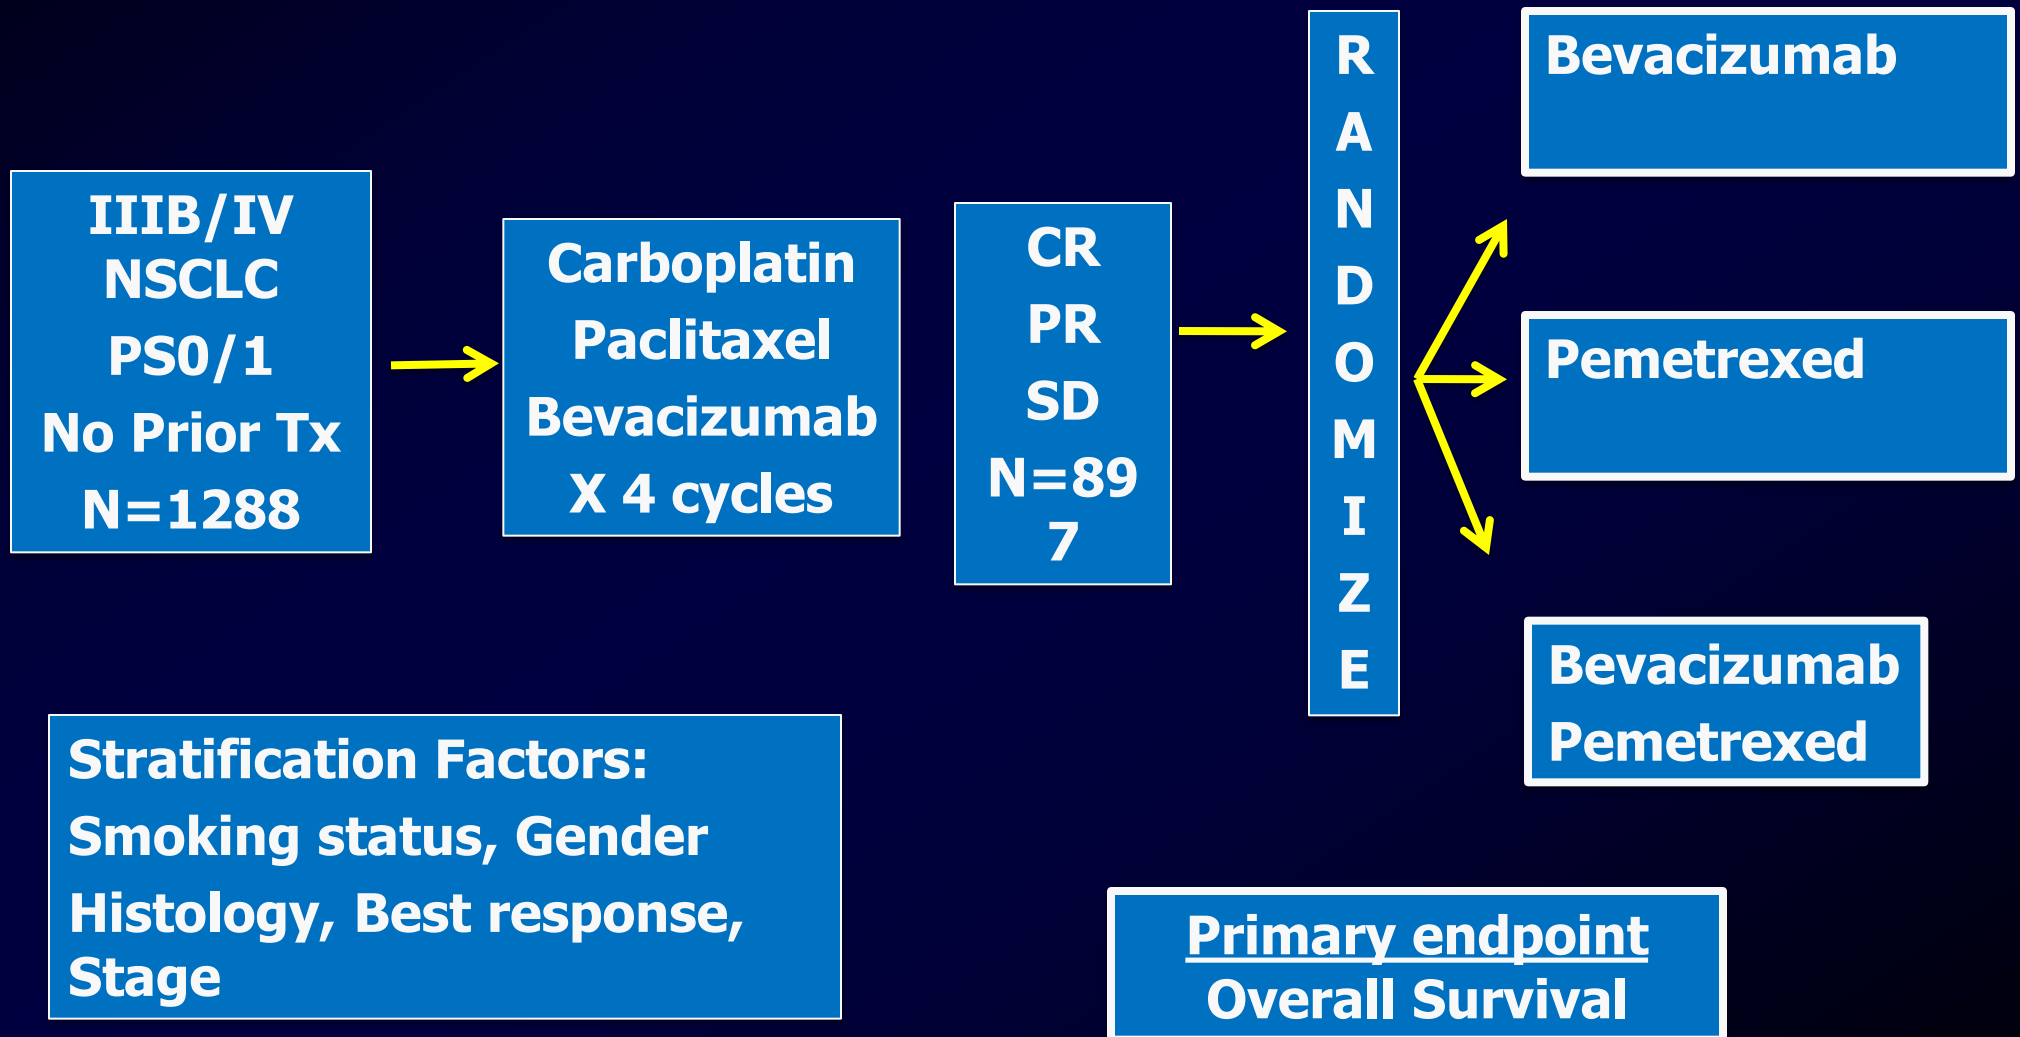 IIIB/IV
NSCLC
PS0/1
No Prior Tx
N=1288
Carboplatin
Paclitaxel
Bevacizumab
X 4 cycles
CR
PR
SD
N=89
7
R
A
N
D
O
M
I
Z
E
Bevacizumab
Pemetrexed
Bevacizumab
Pemetrexed
Stratification Factors:
Smoking status, Gender
Histology, Best response,
Stage
Primary endpoint
Overall Survival